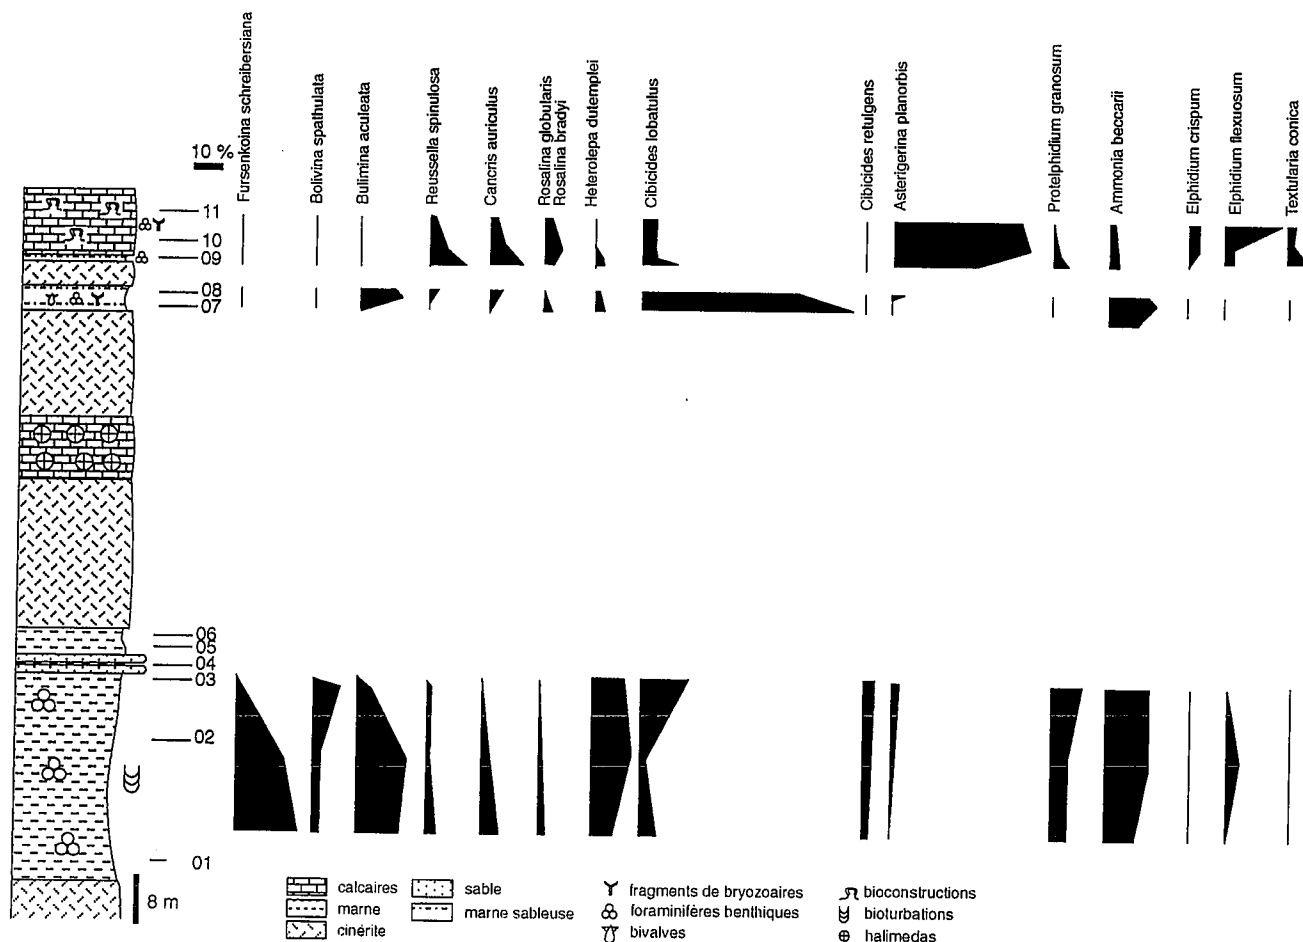 Fursenkoina schreibersiana
Bolivina spathulata
Bulimina aculeata
Reussella spinulosa
Cancris auriculus
Rosalina globularis
Rosalina bradyi
Heterolepa dutemplei
Cibicides lobatulus
Cibicides retulgens
Asterigerina planorbis
Protelphidium granosum
Ammonia beccarii
Elphidium crispum
Elphidium flexuosum
Textularia conica
10 %
11
10
09
08
07
06
05
04
03
02
01
8 m
calcaires
marne
cinérite
sable
marne sableuse
fragments de bryozoaires
foraminifères benthiques
bivalves
bioconstructions
bioturbations
halimedas